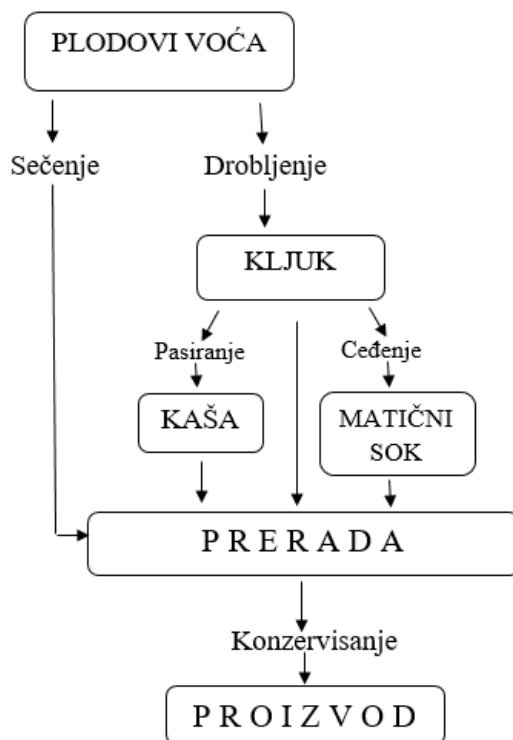 PLODOVI VOĆA
Sečenje
Drobljenje
KLJUK
Pasiranje
Ceđenje
KAŠA
MATIČNI
SOK
P R E R A D A
Konzervisanje
P R O I Z V O D